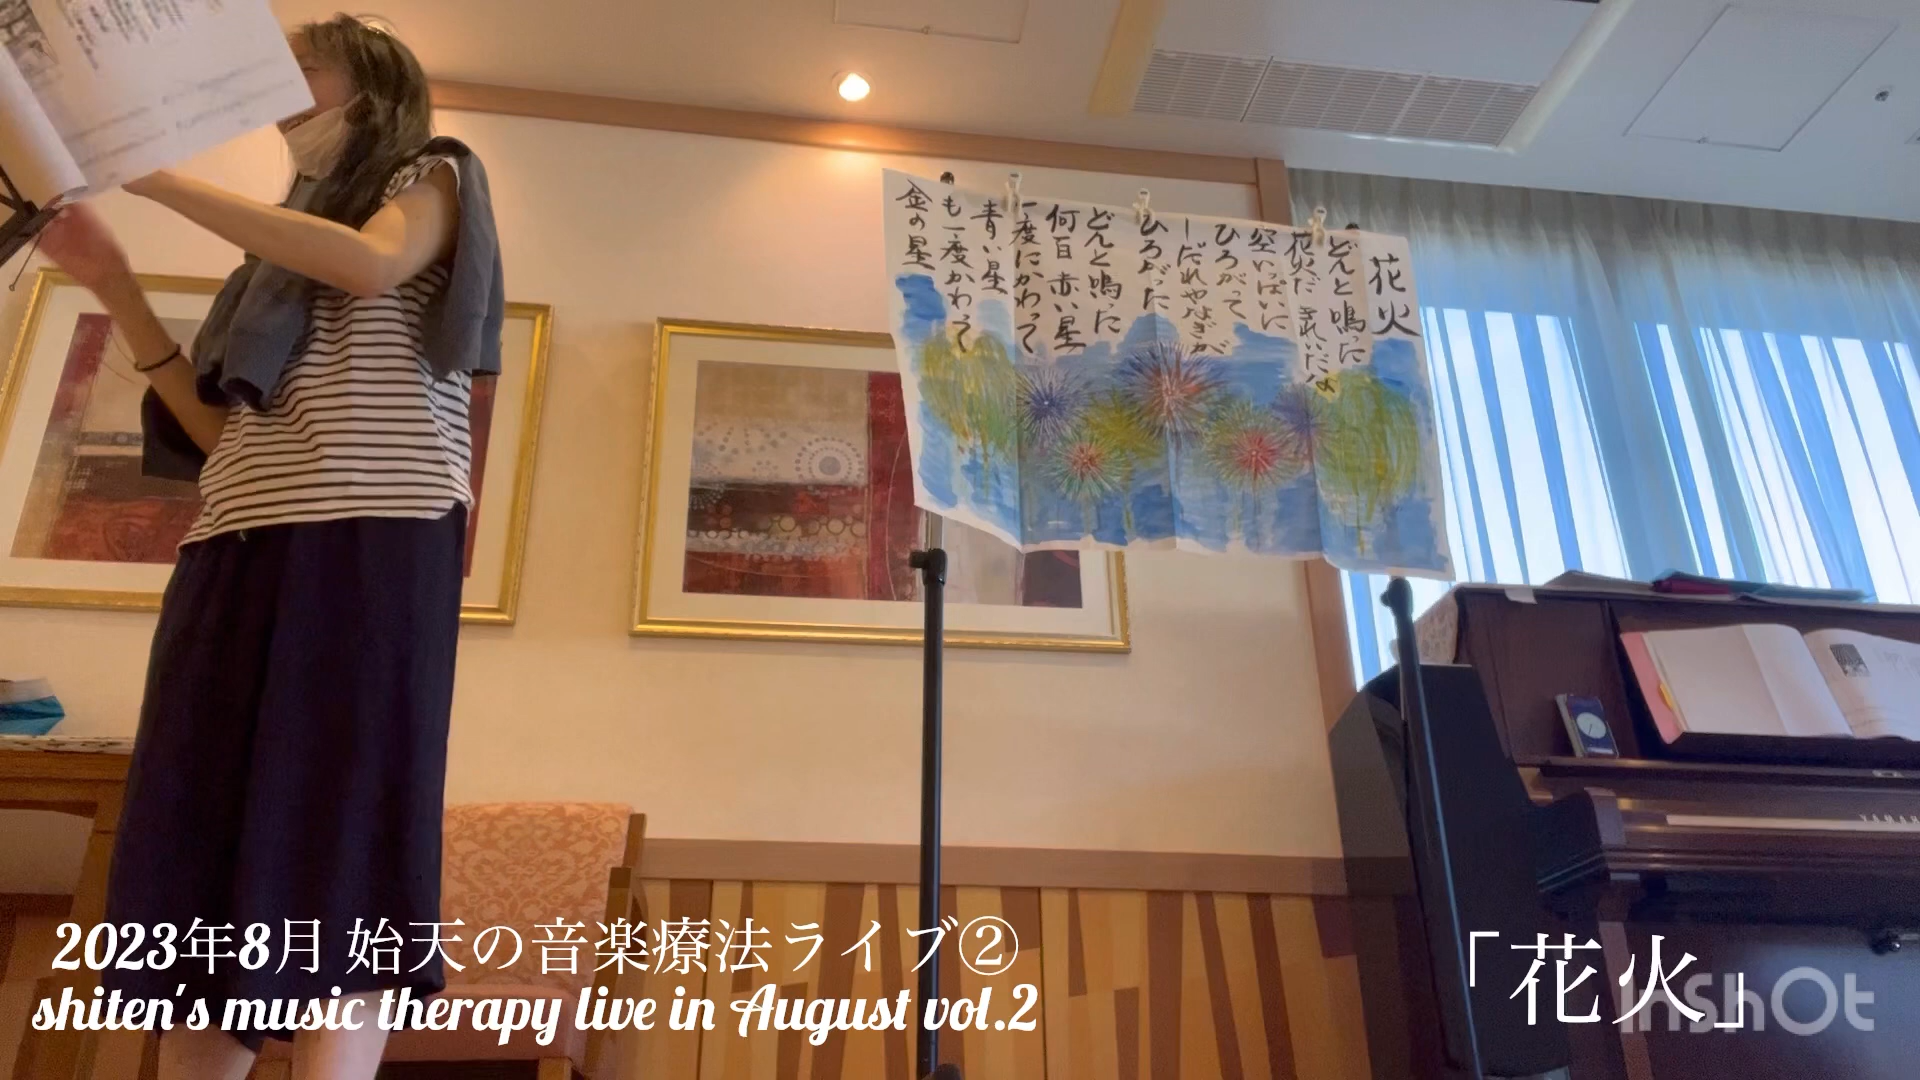 花火
どんと鳴った
花火だ きれいだな
空いっぱいに
ひろがって
しだれやなぎが
ひろがった
どんと鳴った
何百 赤い星
一度にかわって
青い星
も一度かわって
金の星
YAMAH
2023年8月 始天の音楽療法ライブ②
shiten's music therapy live in August vol.2
「花火」
InShOt